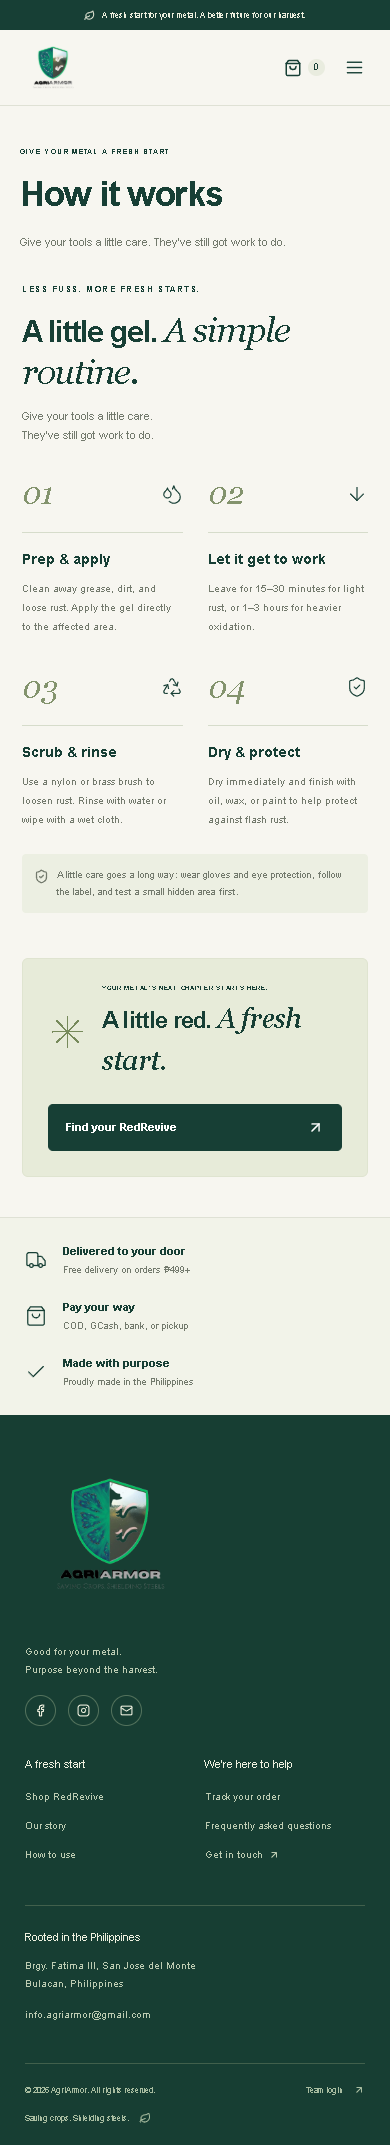 A fresh start for your metal. A better future for our harvest.
AGRIARMOR
0
GIVE YOUR METAL A FRESH START
How it works
Give your tools a little care. They've still got work to do.
LESS FUSS. MORE FRESH STARTS.
A little gel. A simple
routine.
Give your tools a little care.
They've still got work to do.
01
02
Prep & apply
Let it get to work
Clean away grease, dirt, and
loose rust. Apply the gel directly
to the affected area.
Leave for 15–30 minutes for light
rust, or 1–3 hours for heavier
oxidation.
03
04
Scrub & rinse
Dry & protect
Use a nylon or brass brush to
loosen rust. Rinse with water or
wipe with a wet cloth.
Dry immediately and finish with
oil, wax, or paint to help protect
against flash rust.
A little care goes a long way: wear gloves and eye protection, follow
the label, and test a small hidden area first.
YOUR METAL'S NEXT CHAPTER STARTS HERE.
A little red. A fresh
start.
Find your RedRevive
Delivered to your door
Free delivery on orders ₱499+
Pay your way
COD, GCash, bank, or pickup
Made with purpose
Proudly made in the Philippines
AGRIARMOR
Saving Crops, Shielding Steels
Good for your metal.
Purpose beyond the harvest.
A fresh start
We're here to help
Shop RedRevive
Track your order
Our story
Frequently asked questions
How to use
Get in touch
Rooted in the Philippines
Brgy. Fatima III, San Jose del Monte
Bulacan, Philippines
info.agriarmor@gmail.com
© 2026 AgriArmor. All rights reserved.
Team login
Saving crops. Shielding steels.